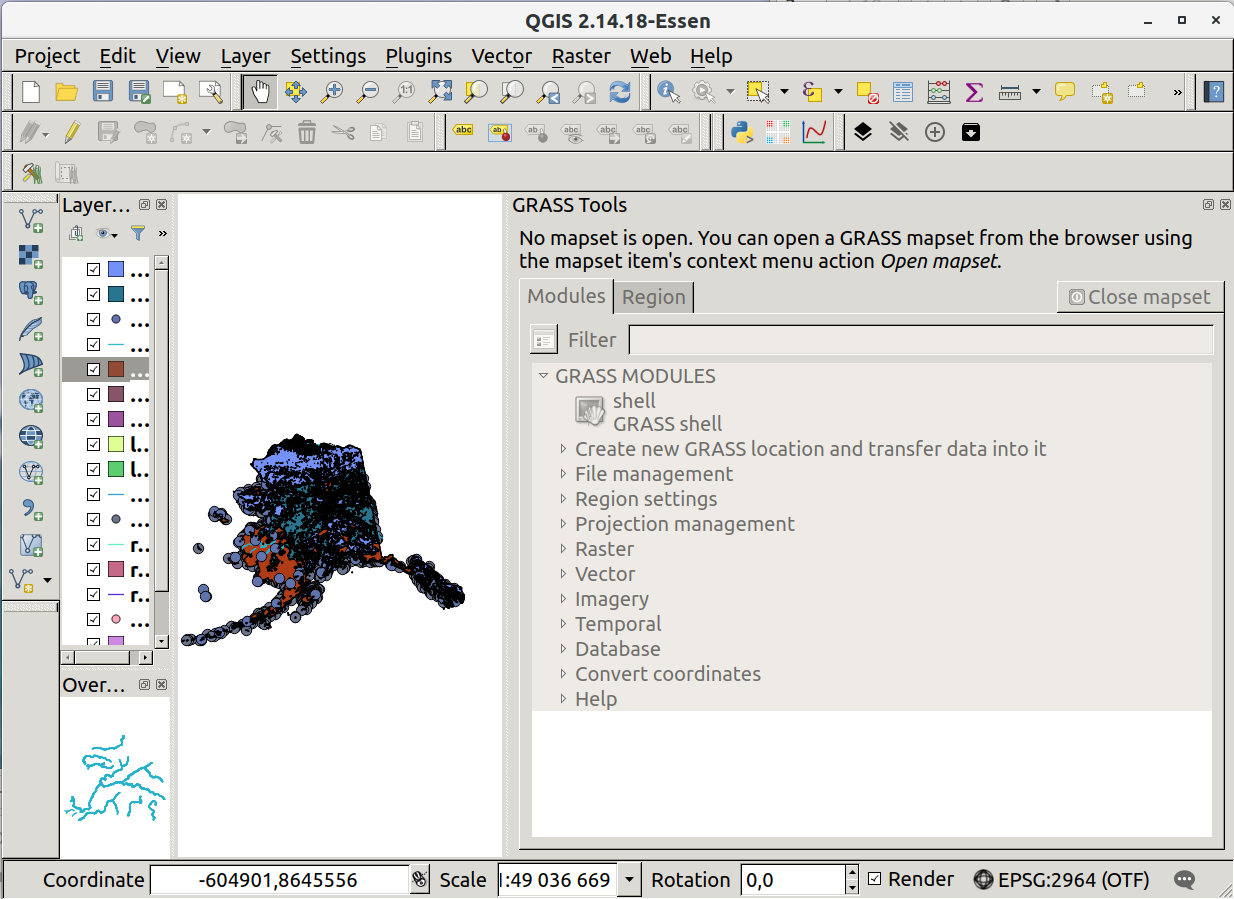 QGIS 2.14.18-Essen
Project Edit View Layer Settings Plugins Vector Raster Web Help
Layer...
GRASS Tools
No mapset is open. You can open a GRASS mapset from the browser using
the mapset item's context menu action Open mapset.
Modules Region Close mapset
Filter
GRASS MODULES
shell
GRASS shell
Create new GRASS location and transfer data into it
File management
Region settings
Projection management
Raster
Vector
Imagery
Temporal
Database
Convert coordinates
Help
...
...
...
...
...
...
...
l...
l...
...
...
r...
r...
r...
...
Over...
Coordinate -604901,8645556 Scale 1:49 036 669 Rotation 0,0 Render EPSG:2964 (OTF)